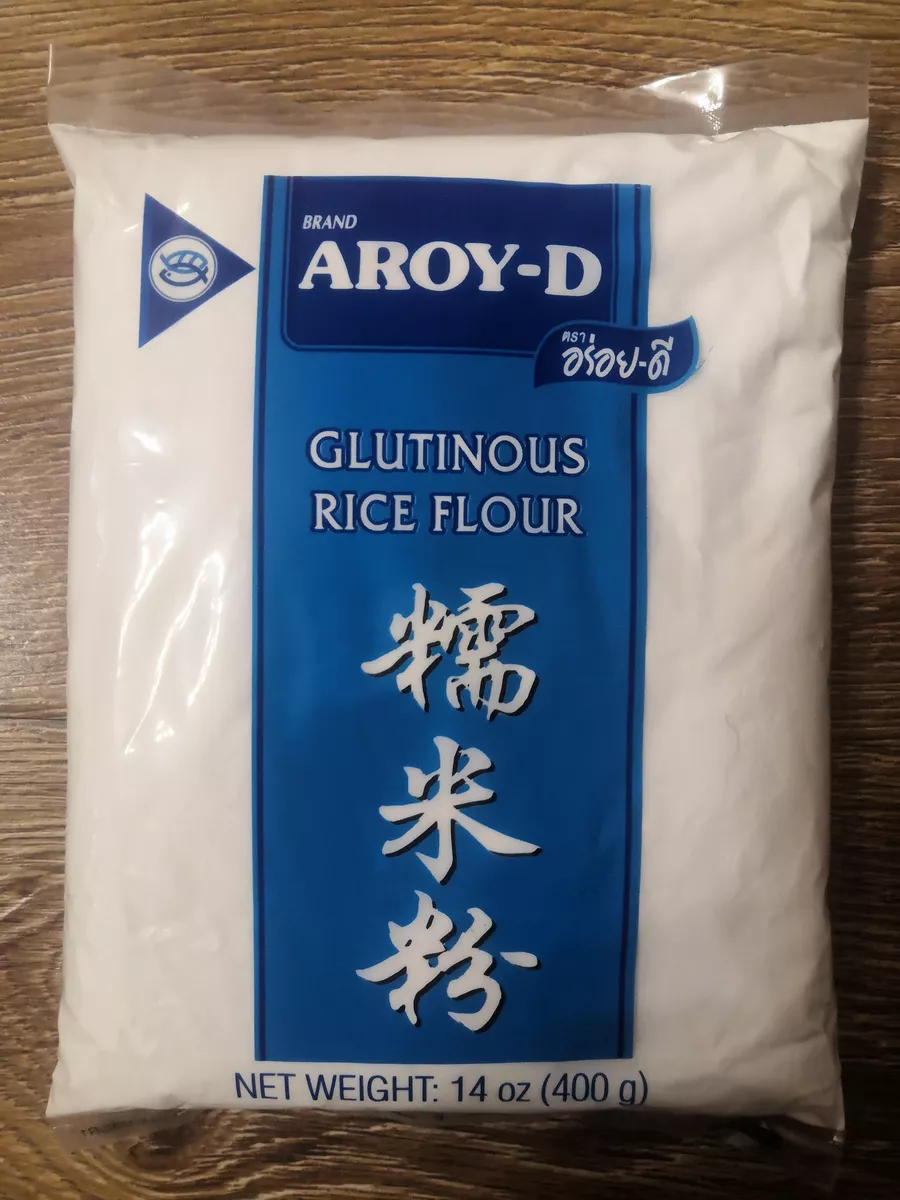 BRAND
AROY-D
ตรา
อร่อย-ดี
GLUTINOUS
RICE FLOUR
糯
米
粉
NET WEIGHT: 14 oz (400 g)